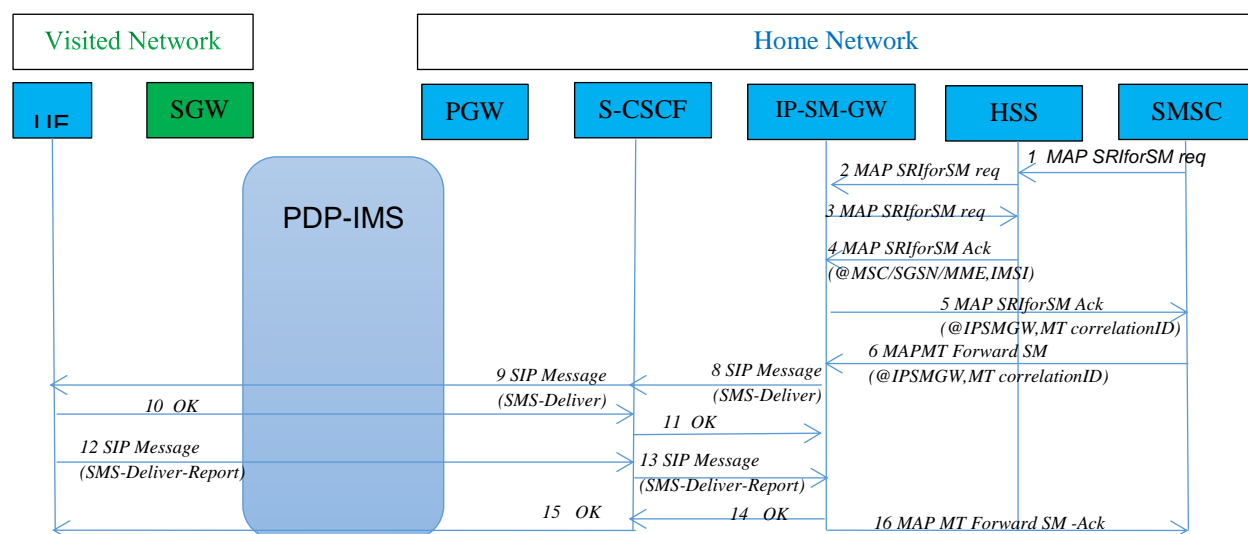 Visited Network
Home Network
UE
SGW
PGW
S-CSCF
IP-SM-GW
HSS
SMSC
PDP-IMS
1 MAP SRIforSM req
2 MAP SRIforSM req
3 MAP SRIforSM req
4 MAP SRIforSM Ack
(@MSC/SGSN/MME,IMSI)
5 MAP SRIforSM Ack
(@IPSMGW,MT correlationID)
6 MAPMT Forward SM
(@IPSMGW,MT correlationID)
8 SIP Message
(SMS-Deliver)
9 SIP Message
(SMS-Deliver)
10 OK
11 OK
12 SIP Message
(SMS-Deliver-Report)
13 SIP Message
(SMS-Deliver-Report)
14 OK
15 OK
16 MAP MT Forward SM -Ack